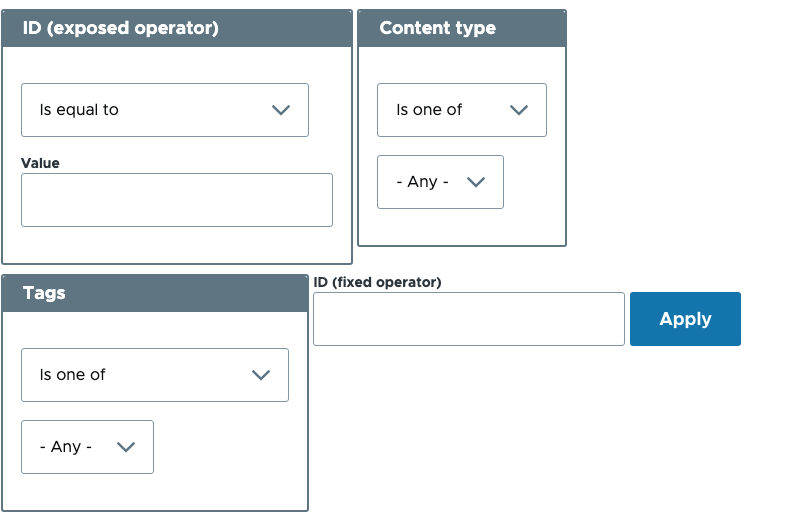 ID (exposed operator)
Is equal to
Value
Content type
Is one of
- Any -
Tags
Is one of
- Any -
ID (fixed operator)
Apply